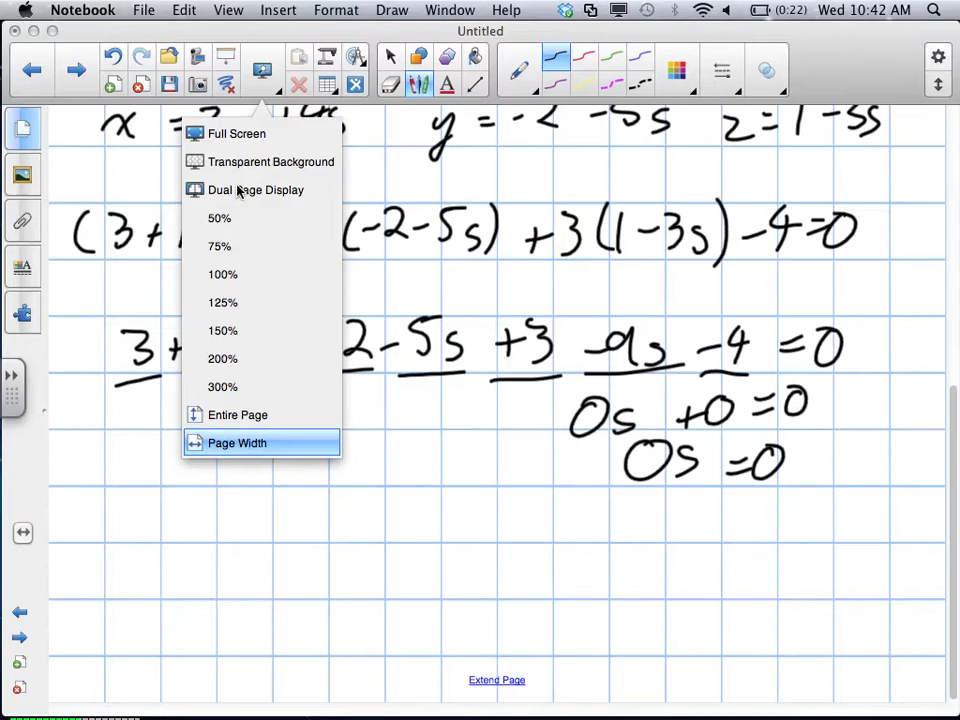 Notebook File Edit View Insert Format Draw Window Help (0:22) Wed 10:42 AM
Untitled
y = -2 -5s
(3+ (-2-5s) +3(1-3s) -4=0
3+ 2 -5s +3 -9s -4 =0
0s +0 =0
0s =0
Full Screen
Transparent Background
Dual Page Display
50%
75%
100%
125%
150%
200%
300%
Entire Page
Page Width
Extend Page